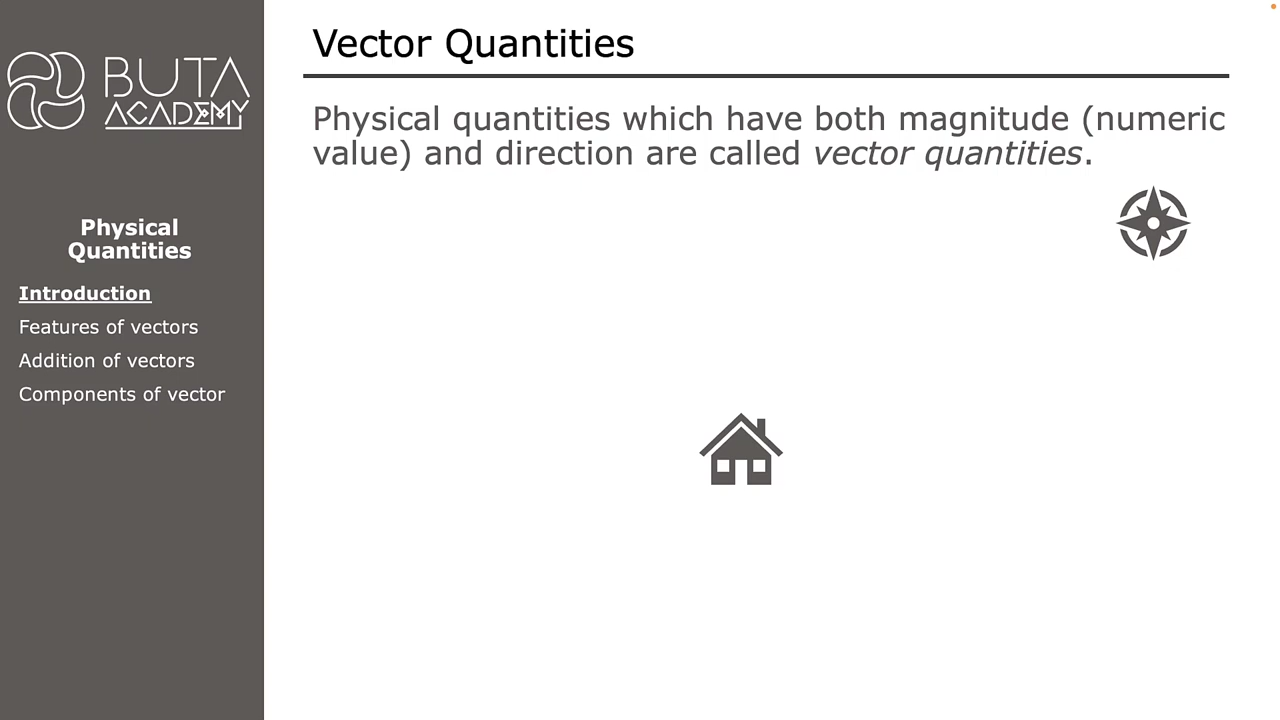 BUTA
ACADEMY
Physical
Quantities
Introduction
Features of vectors
Addition of vectors
Components of vector
Vector Quantities
Physical quantities which have both magnitude (numeric
value) and direction are called vector quantities.